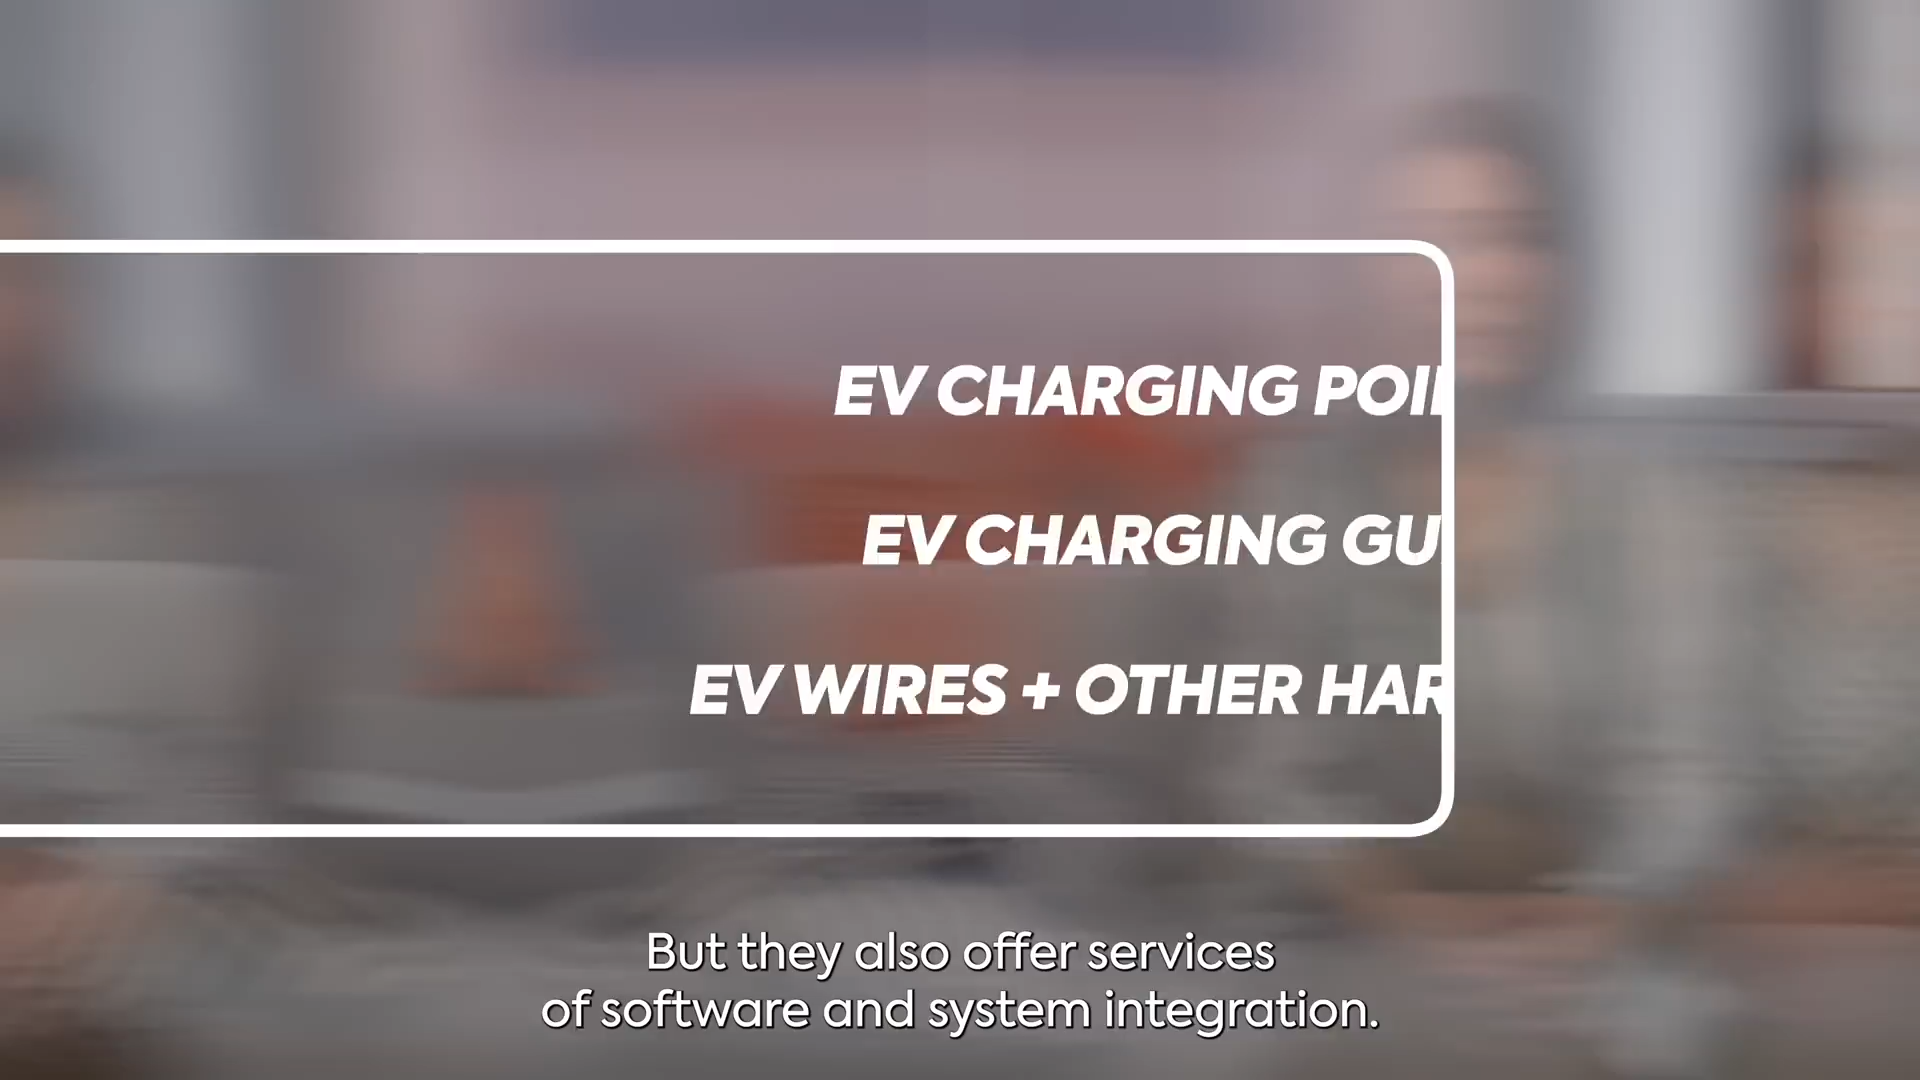 EV CHARGING POI
EV CHARGING GU
EV WIRES + OTHER HAR
But they also offer services
of software and system integration.